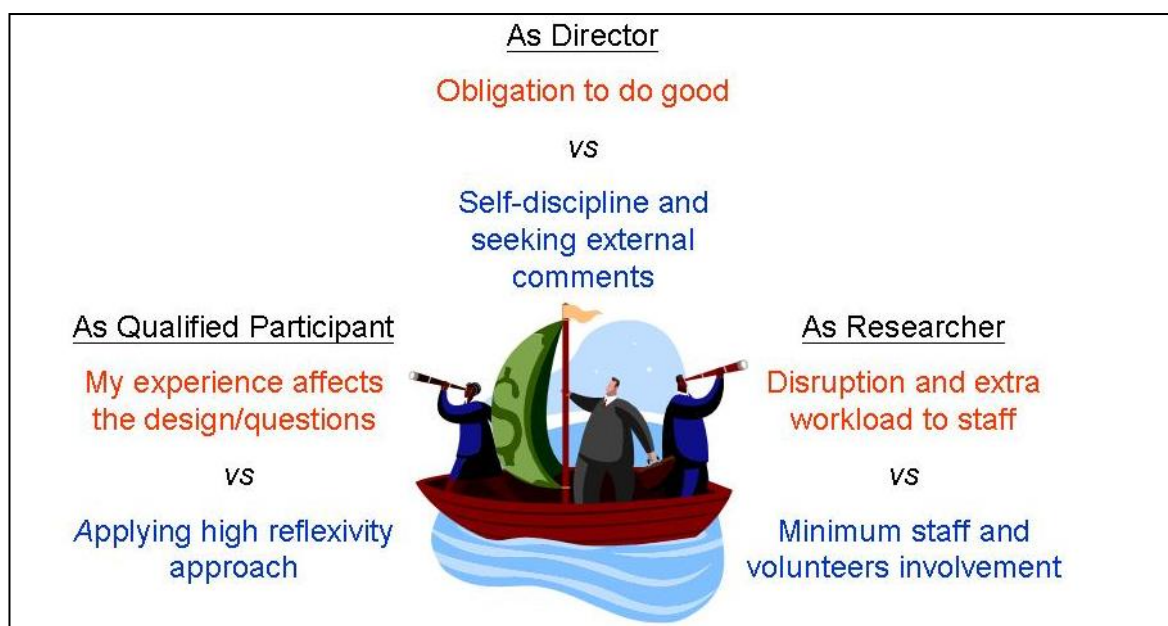 As Director
Obligation to do good
vs
Self-discipline and
seeking external
comments
As Qualified Participant
My experience affects
the design/questions
vs
Applying high reflexivity
approach
As Researcher
Disruption and extra
workload to staff
vs
Minimum staff and
volunteers involvement
$